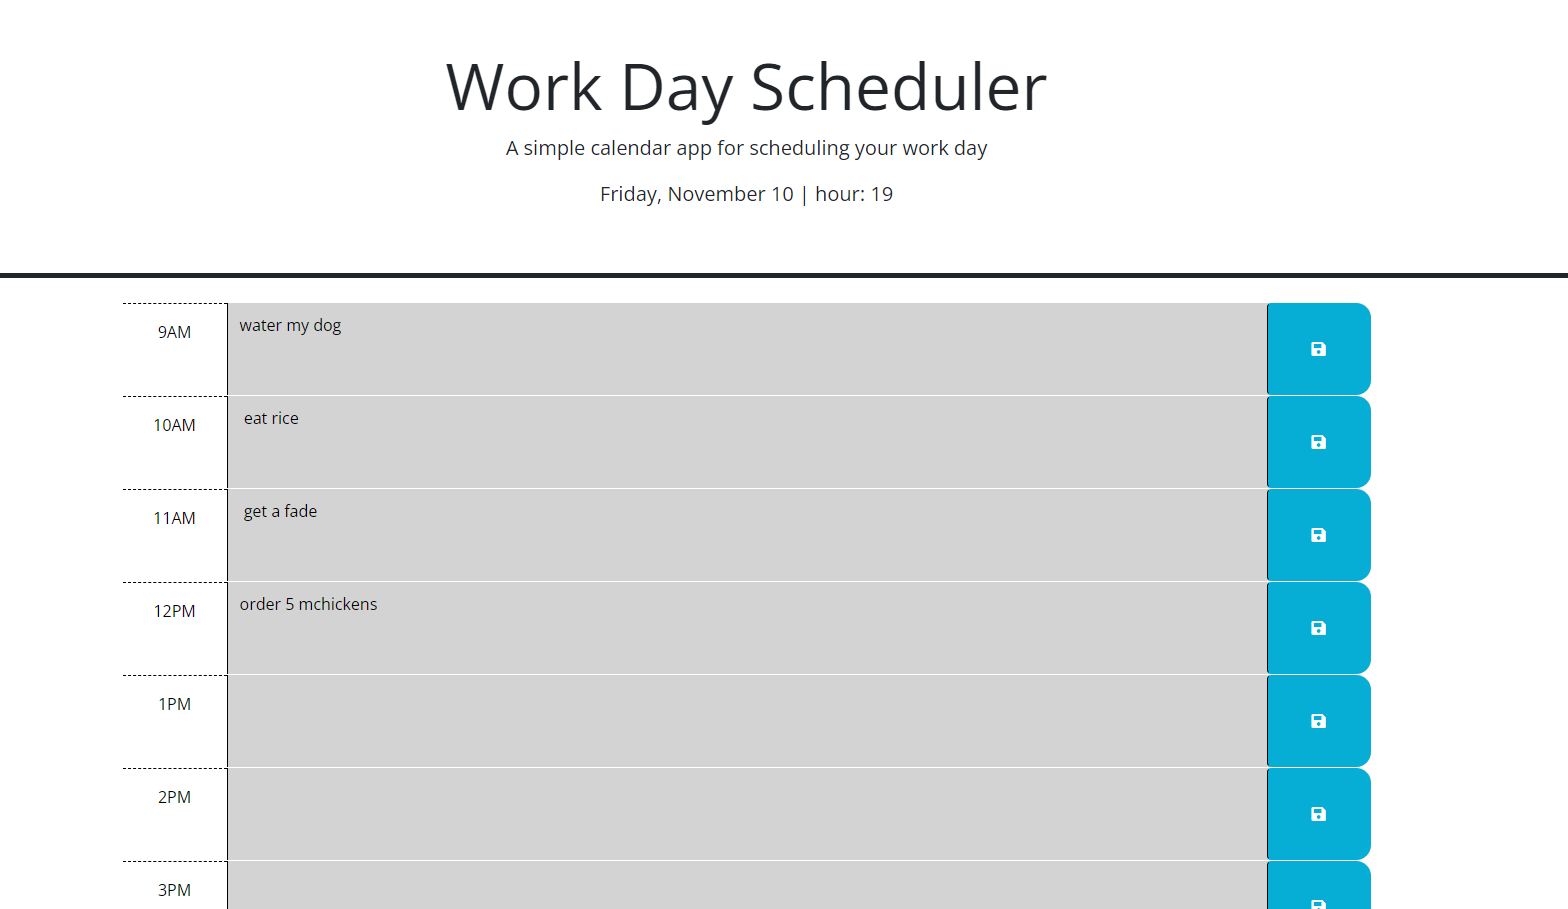 Work Day Scheduler
A simple calendar app for scheduling your work day
Friday, November 10 | hour: 19
9AM water my dog
10AM eat rice
11AM get a fade
12PM order 5 mchickens
1PM
2PM
3PM